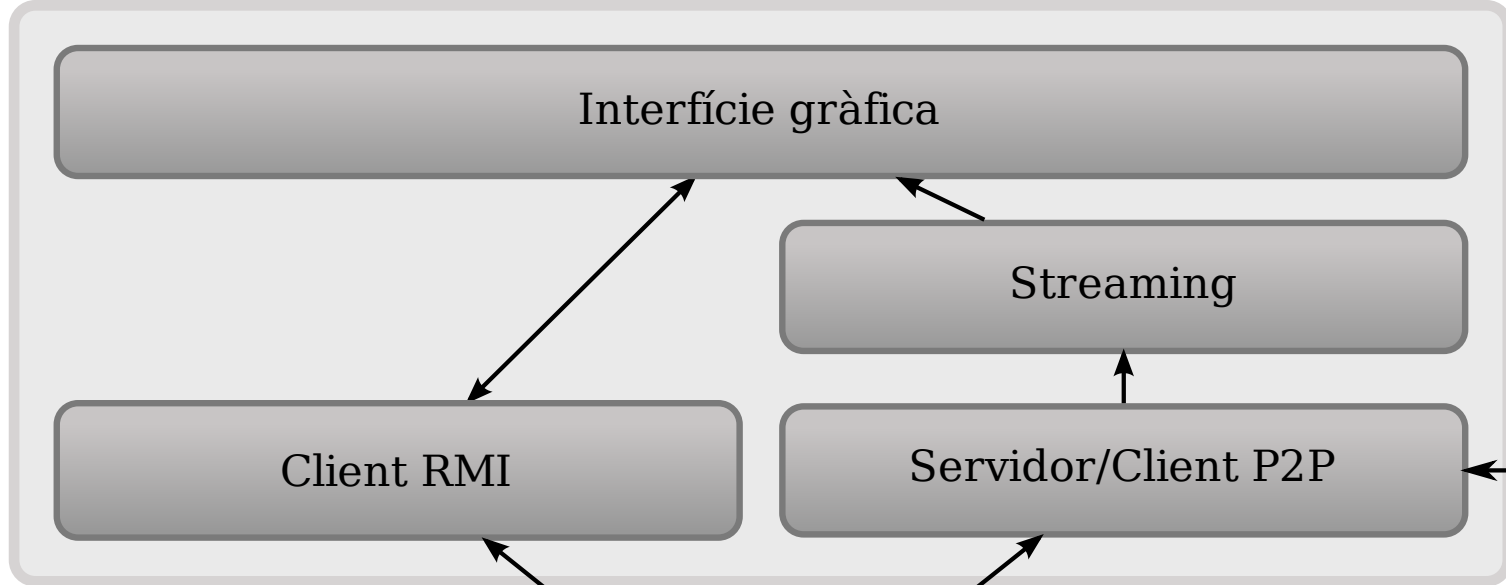 Interfície gràfica
Streaming
Client RMI
Servidor/Client P2P